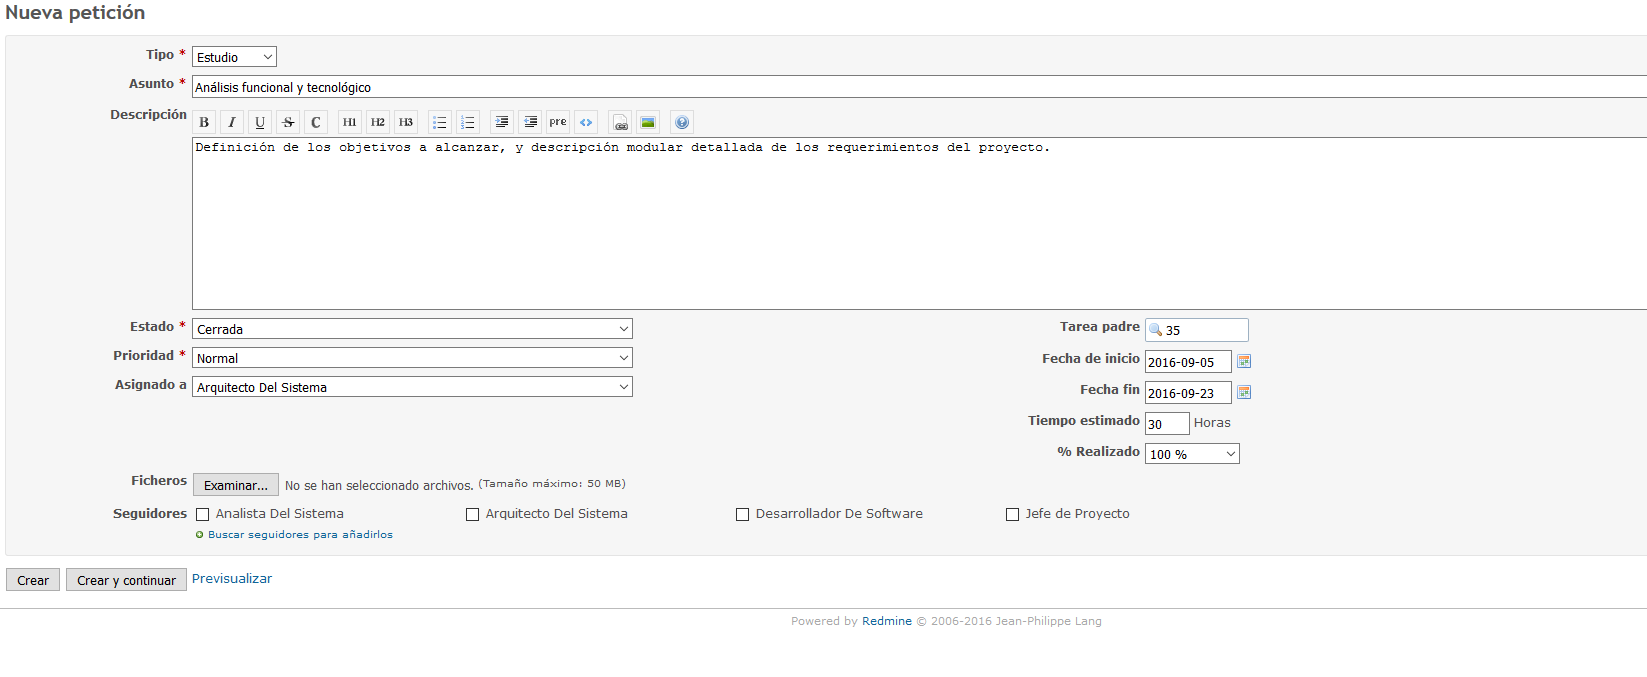 Nueva petición
Tipo * Estudio
Asunto * Análisis funcional y tecnológico
Descripción B I U S C H1 H2 H3 pre
Definición de los objetivos a alcanzar, y descripción modular detallada de los requerimientos del proyecto.
Estado * Cerrada
Tarea padre 35
Prioridad * Normal
Fecha de inicio 2016-09-05
Asignado a Arquitecto Del Sistema
Fecha fin 2016-09-23
Tiempo estimado 30 Horas
% Realizado 100 %
Ficheros Examinar... No se han seleccionado archivos. (Tamaño máximo: 50 MB)
Seguidores Analista Del Sistema Arquitecto Del Sistema Desarrollador De Software Jefe de Proyecto
Buscar seguidores para añadirlos
Crear Crear y continuar Previsualizar
Powered by Redmine © 2006-2016 Jean-Philippe Lang